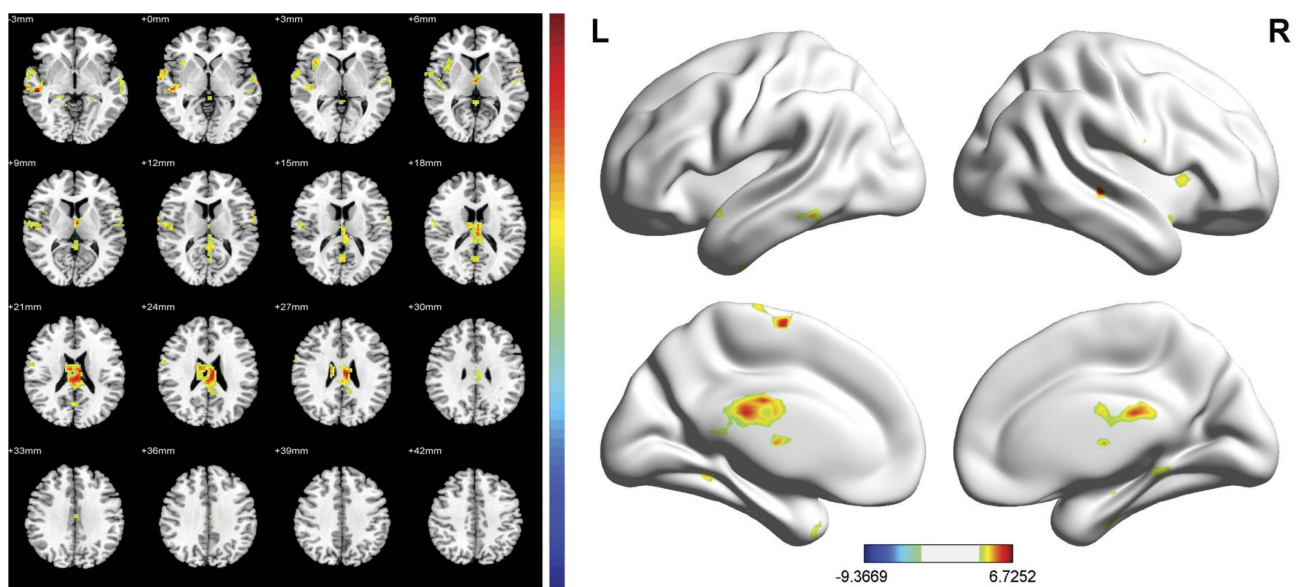 -3mm +0mm +3mm +6mm
+9mm +12mm +15mm +18mm
+21mm +24mm +27mm +30mm
+33mm +36mm +39mm +42mm
L R
-9.3669 6.7252